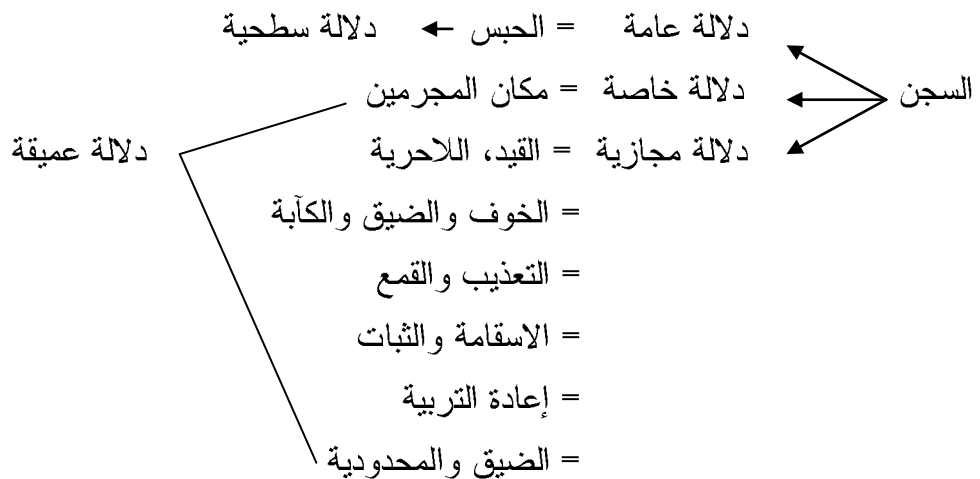 دلالة عامة = الحبس ← دلالة سطحية
السجن دلالة خاصة = مكان المجرمين
دلالة مجازية = القيد، اللاحرية دلالة عميقة
= الخوف والضيق والكآبة
= التعذيب والقمع
= الاسقامة والثبات
= إعادة التربية
= الضيق والمحدودية